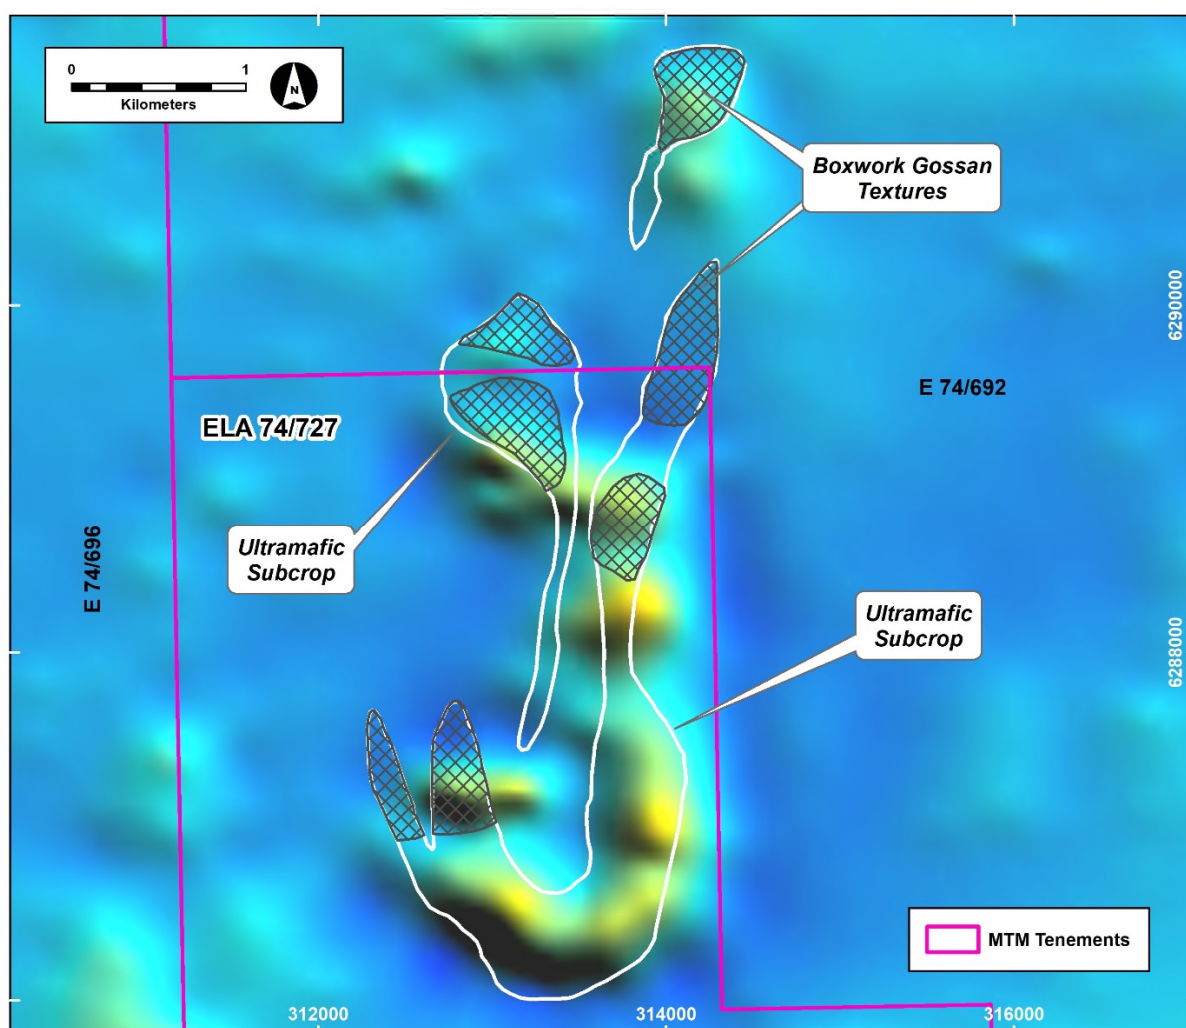 0 1
Kilometers
N
Boxwork Gossan
Textures
6290000
E 74/692
ELA 74/727
Ultramafic
Subcrop
E 74/696
Ultramafic
Subcrop
6288000
MTM Tenements
312000 314000 316000